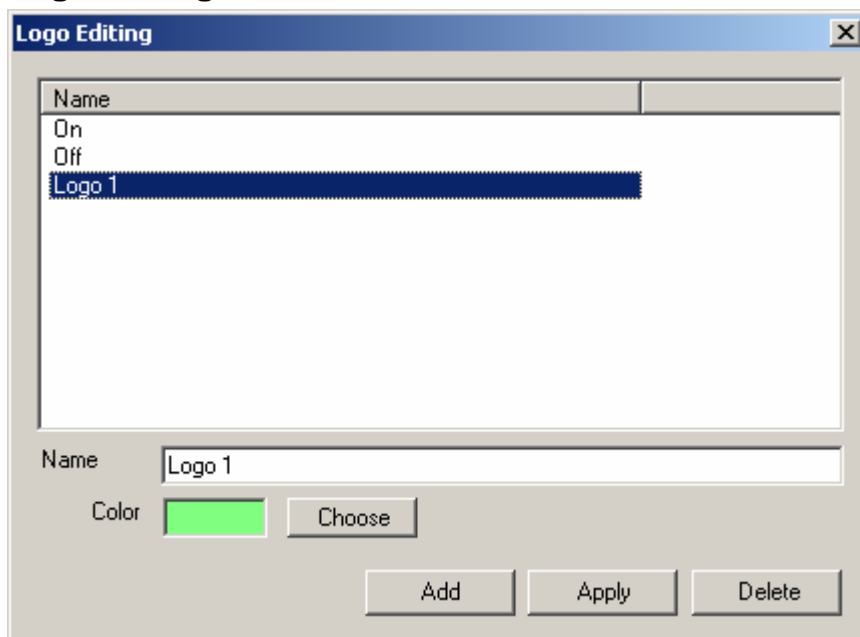 Logo Editing
Name
On
Off
Logo 1
Name Logo 1
Color Choose
Add Apply Delete